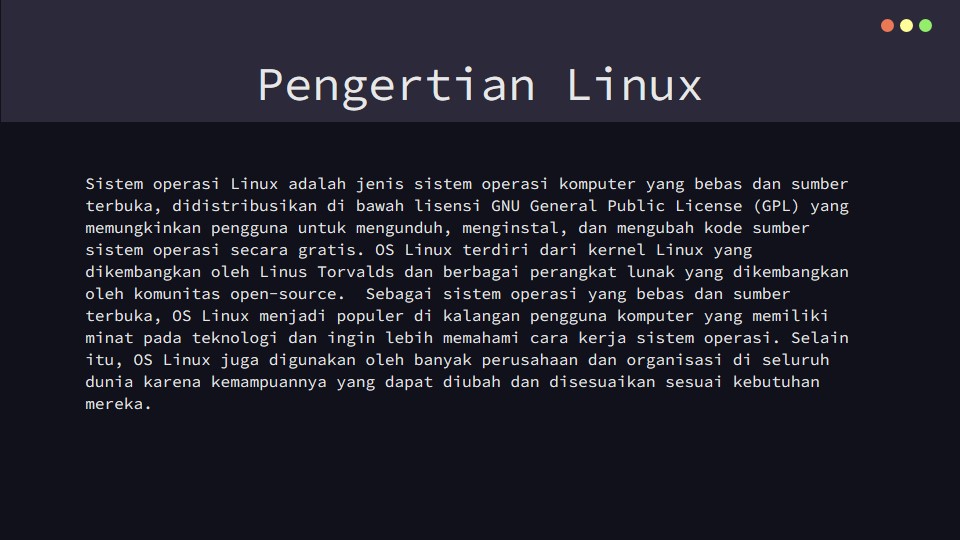 Pengertian Linux
Sistem operasi Linux adalah jenis sistem operasi komputer yang bebas dan sumber
terbuka, didistribusikan di bawah lisensi GNU General Public License (GPL) yang
memungkinkan pengguna untuk mengunduh, menginstal, dan mengubah kode sumber
sistem operasi secara gratis. OS Linux terdiri dari kernel Linux yang
dikembangkan oleh Linus Torvalds dan berbagai perangkat lunak yang dikembangkan
oleh komunitas open-source.  Sebagai sistem operasi yang bebas dan sumber
terbuka, OS Linux menjadi populer di kalangan pengguna komputer yang memiliki
minat pada teknologi dan ingin lebih memahami cara kerja sistem operasi. Selain
itu, OS Linux juga digunakan oleh banyak perusahaan dan organisasi di seluruh
dunia karena kemampuannya yang dapat diubah dan disesuaikan sesuai kebutuhan
mereka.